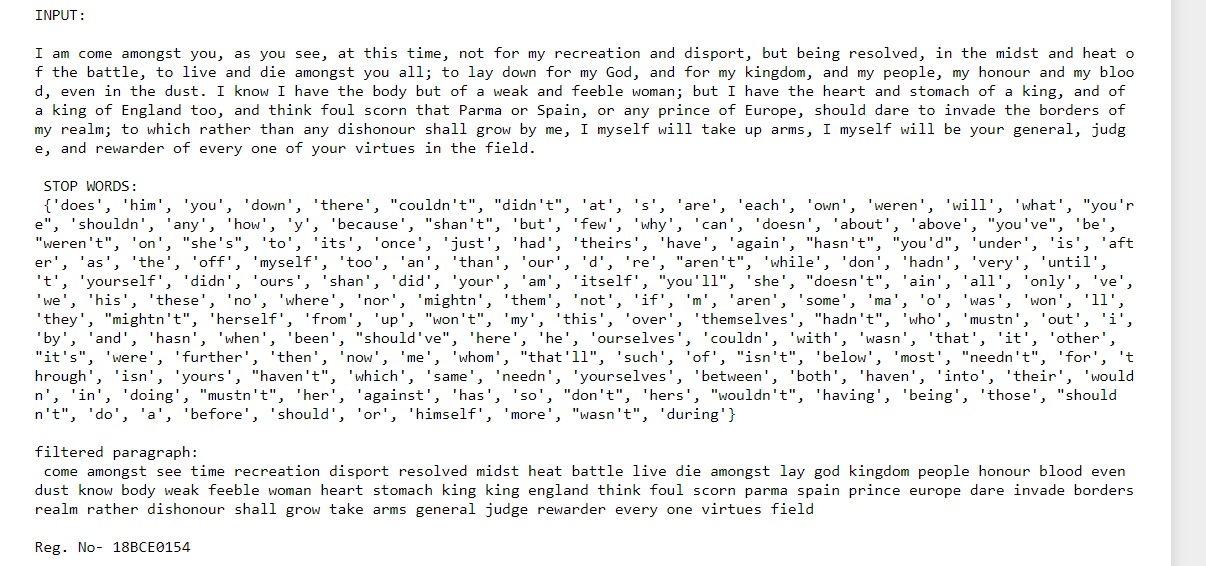 INPUT:
I am come amongst you, as you see, at this time, not for my recreation and disport, but being resolved, in the midst and heat o
f the battle, to live and die amongst you all; to lay down for my God, and for my kingdom, and my people, my honour and my bloo
d, even in the dust. I know I have the body but of a weak and feeble woman; but I have the heart and stomach of a king, and of
a king of England too, and think foul scorn that Parma or Spain, or any prince of Europe, should dare to invade the borders of
my realm; to which rather than any dishonour shall grow by me, I myself will take up arms, I myself will be your general, judg
e, and rewarder of every one of your virtues in the field.
STOP WORDS:
{'does', 'him', 'you', 'down', 'there', "couldn't", "didn't", 'at', 's', 'are', 'each', 'own', 'weren', 'will', 'what', "you'r
e", 'shouldn', 'any', 'how', 'y', 'because', "shan't", 'but', 'few', 'why', 'can', 'doesn', 'about', 'above', "you've", 'be',
"weren't", 'on', "she's", 'to', 'its', 'once', 'just', 'had', 'theirs', 'have', 'again', "hasn't", "you'd", 'under', 'is', 'aft
er', 'as', 'the', 'off', 'myself', 'too', 'an', 'than', 'our', 'd', 're', "aren't", 'while', 'don', 'hadn', 'very', 'until',
't', 'yourself', 'didn', 'ours', 'shan', 'did', 'your', 'am', 'itself', "you'll", 'she', "doesn't", 'ain', 'all', 'only', 've',
'we', 'his', 'these', 'no', 'where', 'nor', 'mightn', 'them', 'not', 'if', 'm', 'aren', 'some', 'ma', 'o', 'was', 'won', 'll',
'they', "mightn't", 'herself', 'from', 'up', "won't", 'my', 'this', 'over', 'themselves', "hadn't", 'who', 'mustn', 'out', 'i',
'by', 'and', 'hasn', 'when', 'been', "should've", 'here', 'he', 'ourselves', 'couldn', 'with', 'wasn', 'that', 'it', 'other',
"it's", 'were', 'further', 'then', 'now', 'me', 'whom', "that'll", 'such', 'of', "isn't", 'below', 'most', "needn't", 'for', 't
hrough', 'isn', 'yours', "haven't", 'which', 'same', 'needn', 'yourselves', 'between', 'both', 'haven', 'into', 'their', 'would
n', 'in', 'doing', "mustn't", 'her', 'against', 'has', 'so', "don't", 'hers', "wouldn't", 'having', 'being', 'those', "should
n't", 'do', 'a', 'before', 'should', 'or', 'himself', 'more', "wasn't", 'during'}
filtered paragraph:
come amongst see time recreation disport resolved midst heat battle live die amongst lay god kingdom people honour blood even
dust know body weak feeble woman heart stomach king king england think foul scorn parma spain prince europe dare invade borders
realm rather dishonour shall grow take arms general judge rewarder every one virtues field
Reg. No- 18BCE0154